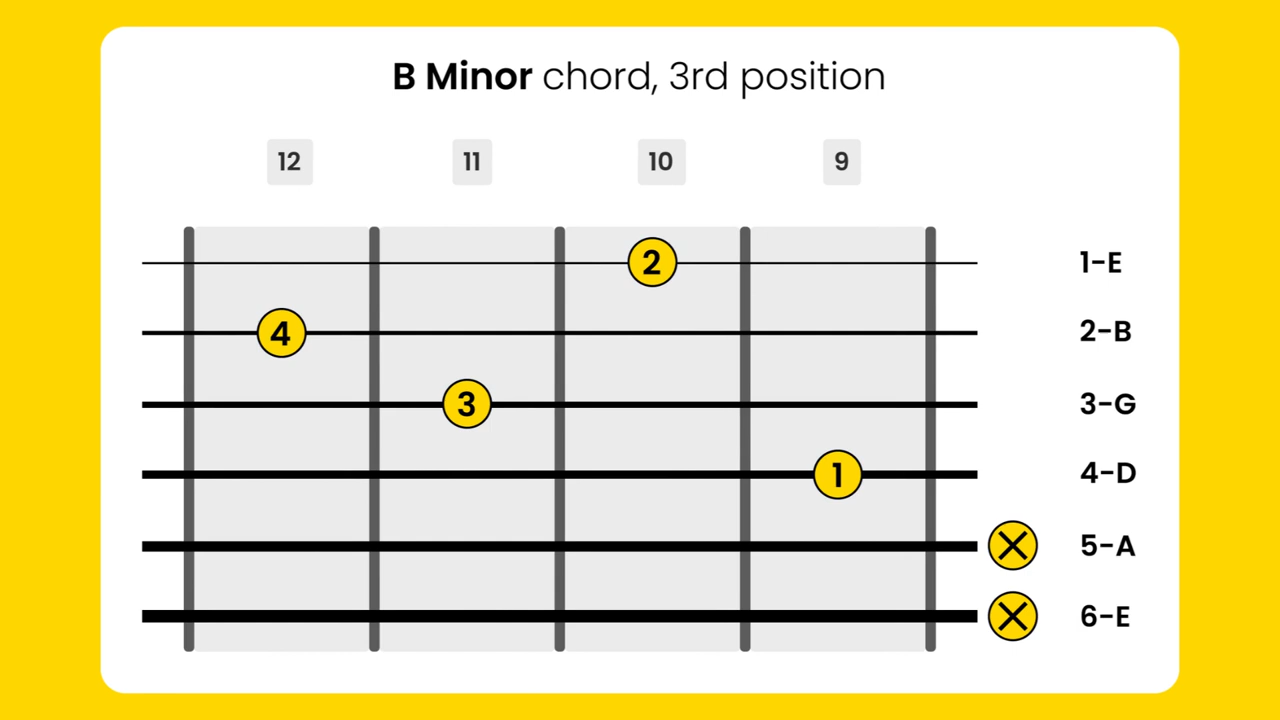 B Minor chord, 3rd position
12 11 10 9
2 1-E
4 2-B
3 3-G
1 4-D
5-A
6-E